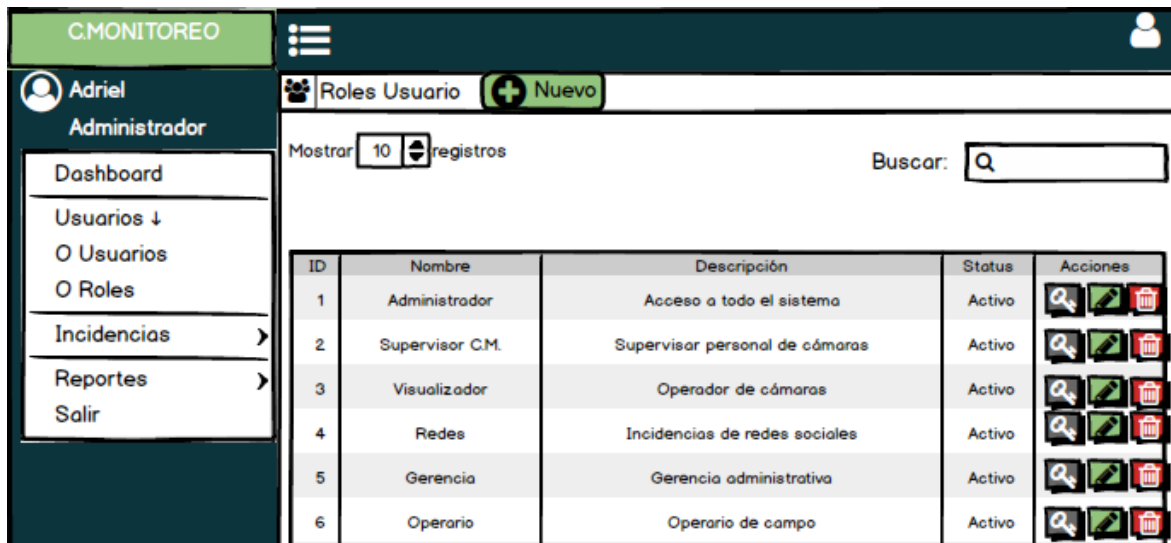 C.MONITOREO
Adriel
Administrador
Dashboard
Usuarios ↓
O Usuarios
O Roles
Incidencias
Reportes
Salir
Roles Usuario
Nuevo
Mostrar 10 registros
Buscar:
ID Nombre Descripción Status Acciones
1 Administrador Acceso a todo el sistema Activo
2 Supervisor C.M. Supervisar personal de cámaras Activo
3 Visualizador Operador de cámaras Activo
4 Redes Incidencias de redes sociales Activo
5 Gerencia Gerencia administrativa Activo
6 Operario Operario de campo Activo